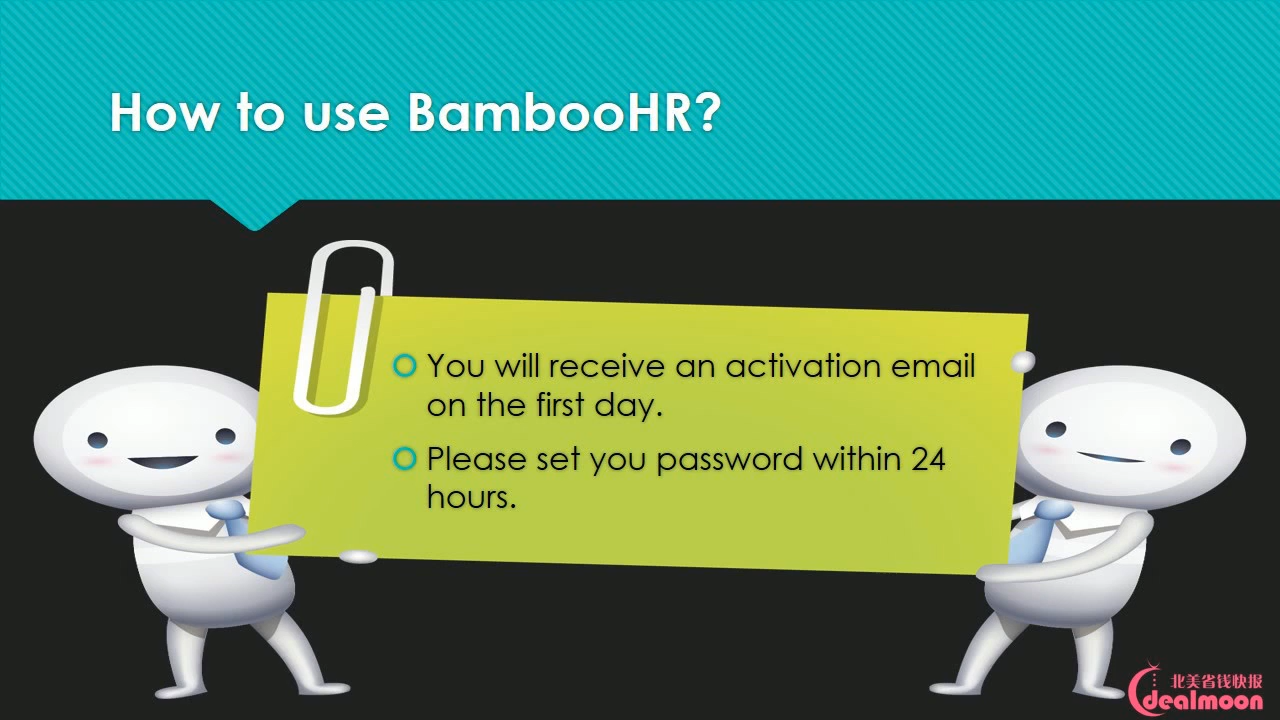 How to use BambooHR?
You will receive an activation email
on the first day.
Please set you password within 24
hours.
北美省钱快报
dealmoon